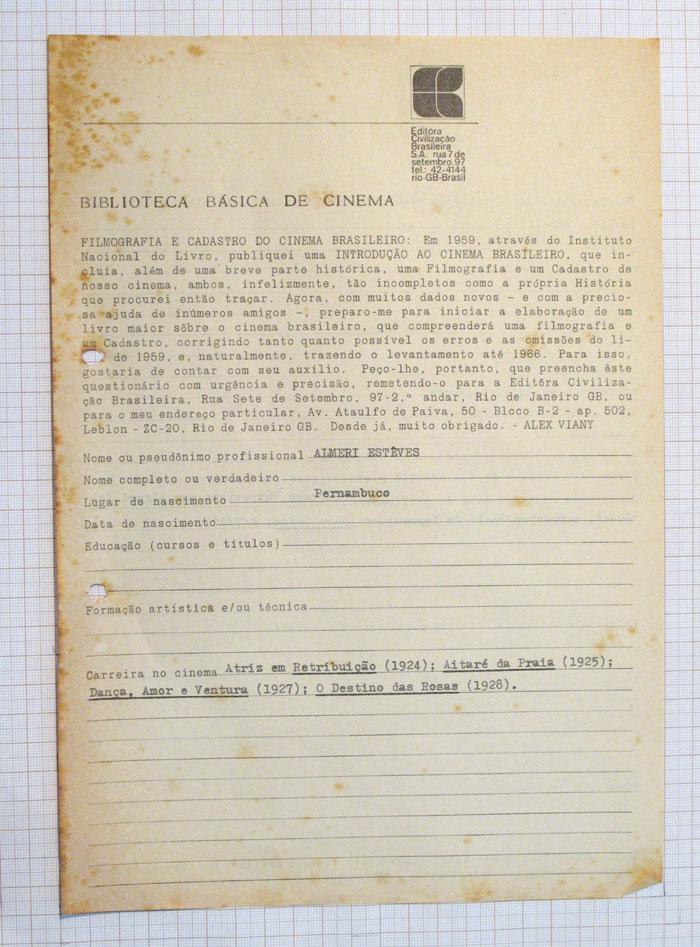 Editôra
Civilização
Brasileira
S.A. rua 7 de
setembro, 97
tel.: 42-4144
rio-GB-Brasil
BIBLIOTECA BÁSICA DE CINEMA
FILMOGRAFIA E CADASTRO DO CINEMA BRASILEIRO: Em 1959, através do Instituto
Nacional do Livro, publiquei uma INTRODUÇÃO AO CINEMA BRASILEIRO, que in-
cluía, além de uma breve parte histórica, uma Filmografia e um Cadastro de
nosso cinema, ambos, infelizmente, tão incompletos como a própria História
que procurei então traçar. Agora, com muitos dados novos - e com a precio-
sa ajuda de inúmeros amigos -, preparo-me para iniciar a elaboração de um
livro maior sôbre o cinema brasileiro, que compreenderá uma filmografia e
um Cadastro, corrigindo tanto quanto possível os erros e as omissões do li-
de 1959, e, naturalmente, trazendo o levantamento até 1966. Para isso,
gostaria de contar com seu auxílio. Peço-lhe, portanto, que preencha êste
questionário com urgência e precisão, remetendo-o para a Editôra Civiliza-
ção Brasileira, Rua Sete de Setembro, 97-2.º andar, Rio de Janeiro GB, ou
para o meu endereço particular, Av. Ataulfo de Paiva, 50 - Bloco B-2 - ap. 502,
Leblon - ZC-20, Rio de Janeiro GB. Desde já, muito obrigado. - ALEX VIANY
Nome ou pseudônimo profissional ALMERI ESTÊVES
Nome completo ou verdadeiro
Lugar de nascimento Pernambuco
Data de nascimento
Educação (cursos e títulos)
Formação artística e/ou técnica
Carreira no cinema Atriz em Retribuição (1924); Aitaré da Praia (1925);
Dança, Amor e Ventura (1927); O Destino das Rosas (1928).